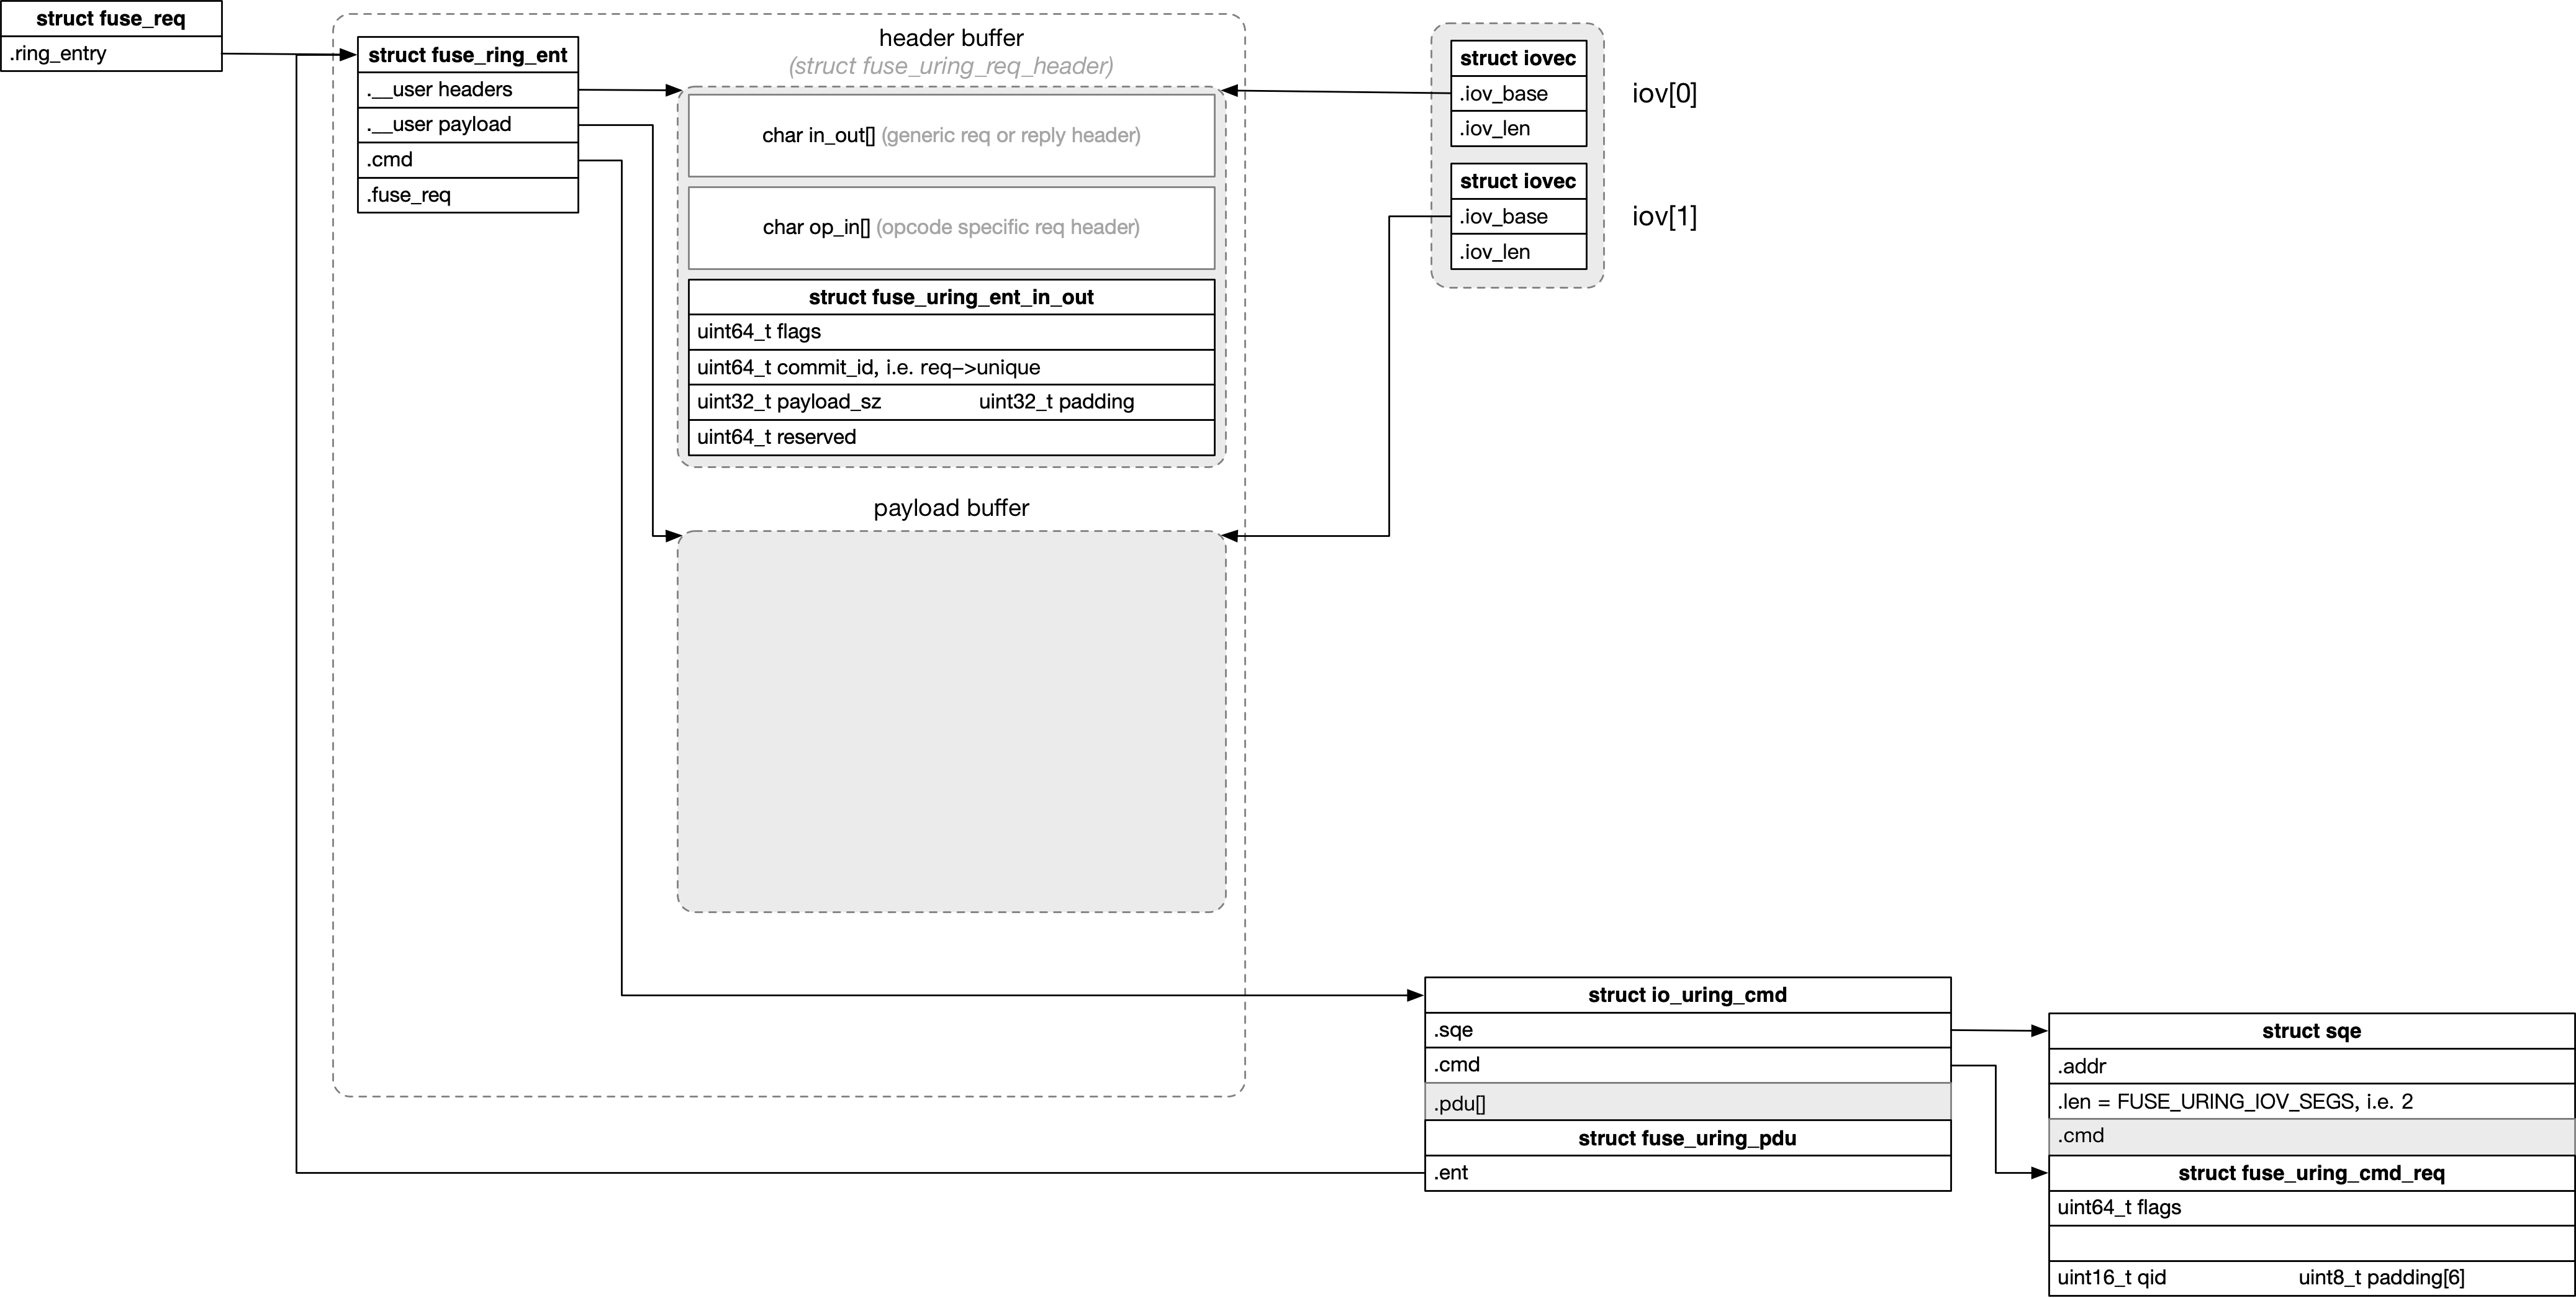 struct fuse_req
.ring_entry
struct fuse_ring_ent
.__user headers
.__user payload
.cmd
.fuse_req
header buffer
(struct fuse_uring_req_header)
char in_out[] (generic req or reply header)
char op_in[] (opcode specific req header)
struct fuse_uring_ent_in_out
uint64_t flags
uint64_t commit_id, i.e. req->unique
uint32_t payload_sz uint32_t padding
uint64_t reserved
payload buffer
struct iovec
.iov_base
.iov_len
iov[0]
struct iovec
.iov_base
.iov_len
iov[1]
struct io_uring_cmd
.sqe
.cmd
.pdu[]
struct fuse_uring_pdu
.ent
struct sqe
.addr
.len = FUSE_URING_IOV_SEGS, i.e. 2
.cmd
struct fuse_uring_cmd_req
uint64_t flags
uint16_t qid uint8_t padding[6]